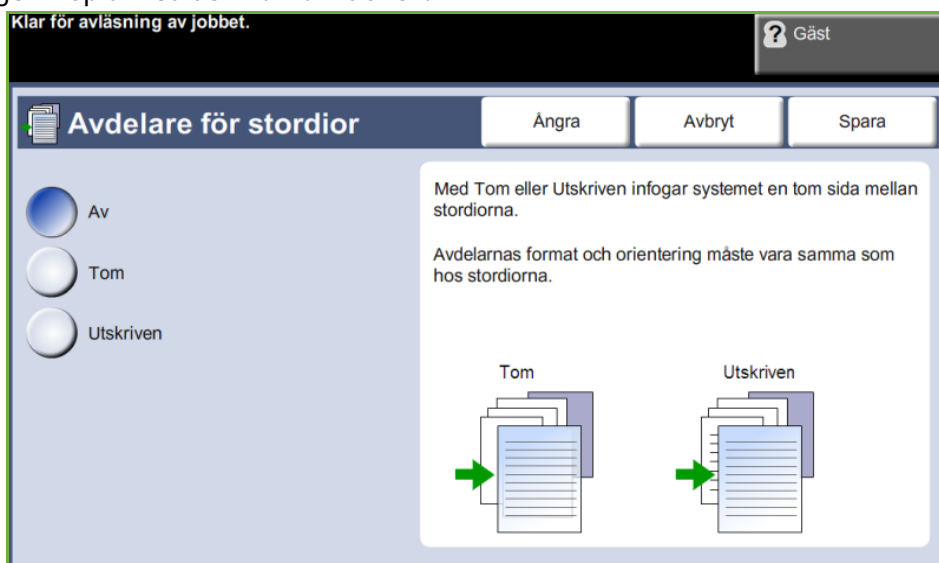 Klar för avläsning av jobbet.
? Gäst
Avdelare för stordior
Ångra
Avbryt
Spara
Av
Tom
Utskriven
Med Tom eller Utskriven infogar systemet en tom sida mellan
stordiorna.
Avdelarnas format och orientering måste vara samma som
hos stordiorna.
Tom
Utskriven